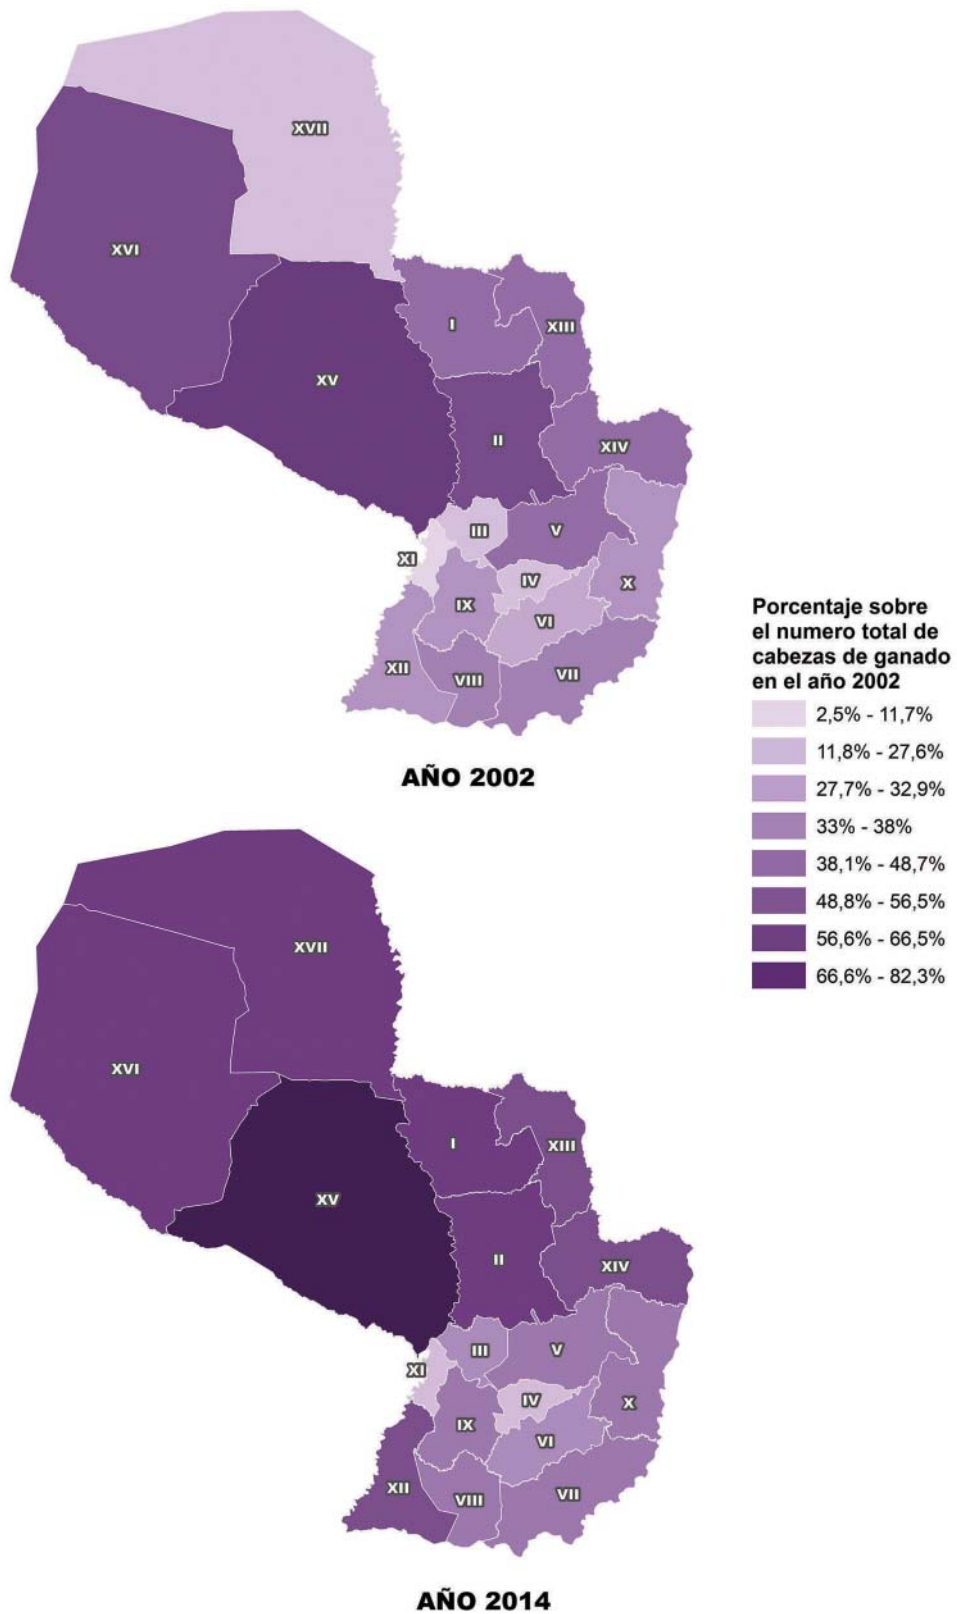 XVII
XVI
I
XIII
XV
II
XIV
III
V
XI
IV
X
IX
VI
XII
VIII
VII
AÑO 2002
Porcentaje sobre
el numero total de
cabezas de ganado
en el año 2002
2,5% - 11,7%
11,8% - 27,6%
27,7% - 32,9%
33% - 38%
38,1% - 48,7%
48,8% - 56,5%
56,6% - 66,5%
66,6% - 82,3%
XVII
XVI
I
XIII
XV
II
XIV
III
V
XI
IV
X
IX
VI
XII
VIII
VII
AÑO 2014